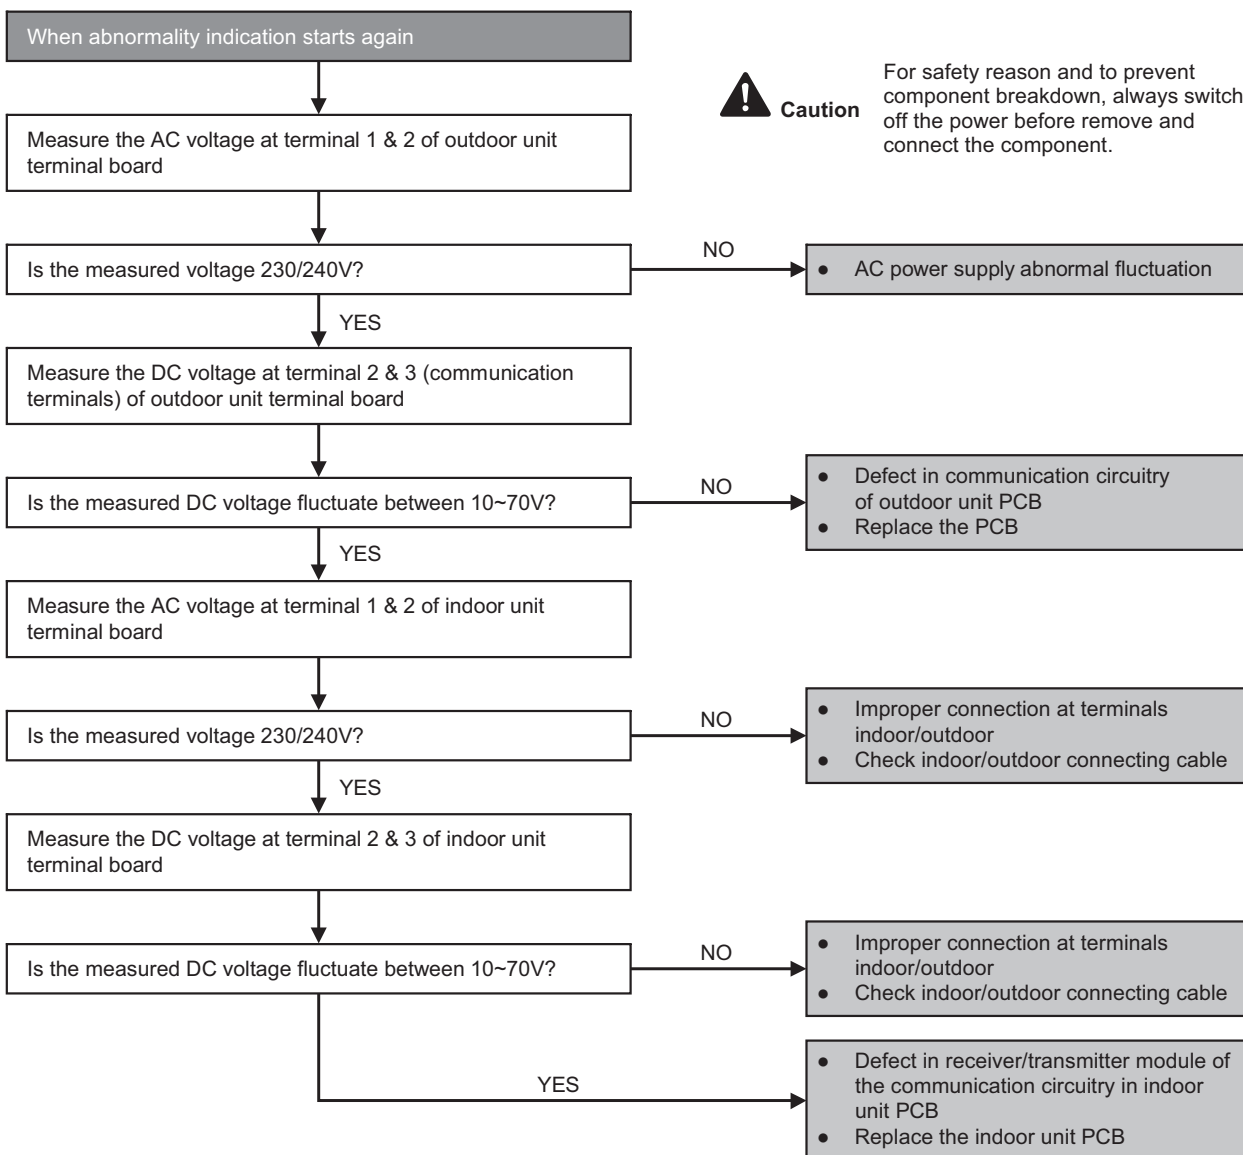 When abnormality indication starts again
Caution
For safety reason and to prevent
component breakdown, always switch
off the power before remove and
connect the component.
Measure the AC voltage at terminal 1 & 2 of outdoor unit
terminal board
Is the measured voltage 230/240V?
NO
● AC power supply abnormal fluctuation
YES
Measure the DC voltage at terminal 2 & 3 (communication
terminals) of outdoor unit terminal board
Is the measured DC voltage fluctuate between 10~70V?
NO
● Defect in communication circuitry
of outdoor unit PCB
● Replace the PCB
YES
Measure the AC voltage at terminal 1 & 2 of indoor unit
terminal board
Is the measured voltage 230/240V?
NO
● Improper connection at terminals
indoor/outdoor
● Check indoor/outdoor connecting cable
YES
Measure the DC voltage at terminal 2 & 3 of indoor unit
terminal board
Is the measured DC voltage fluctuate between 10~70V?
NO
● Improper connection at terminals
indoor/outdoor
● Check indoor/outdoor connecting cable
YES
● Defect in receiver/transmitter module of
the communication circuitry in indoor
unit PCB
● Replace the indoor unit PCB